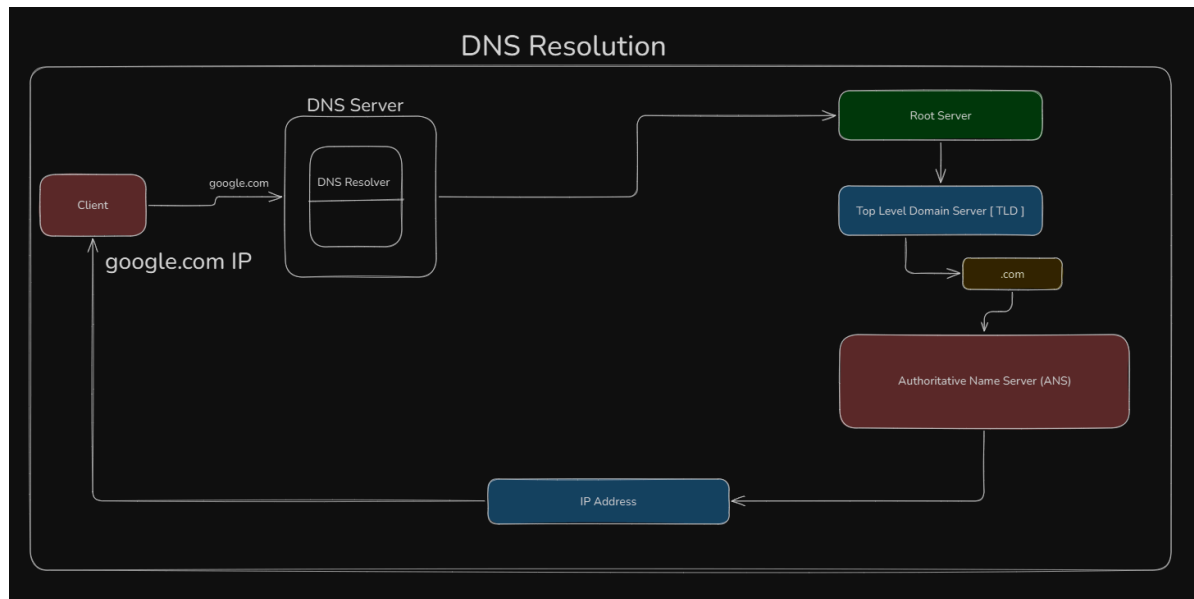 DNS Resolution
DNS Server
DNS Resolver
google.com
Client
google.com IP
Root Server
Top Level Domain Server [ TLD ]
.com
Authoritative Name Server (ANS)
IP Address